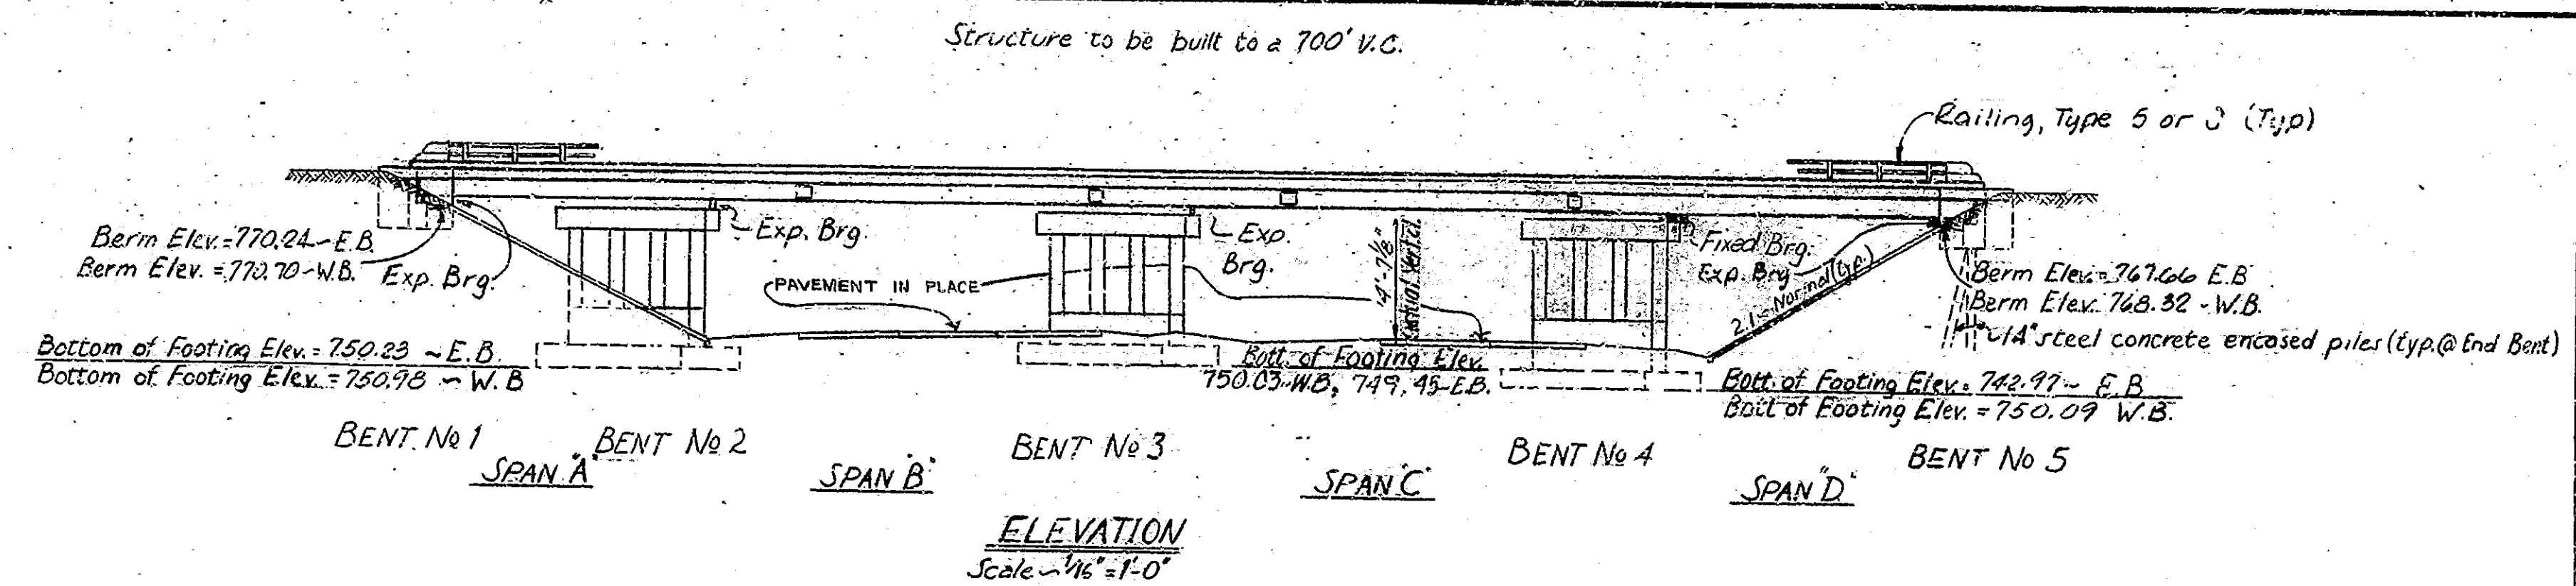 Structure to be built to a 700' V.C.
Railing, Type 5 or (Typ)
Berm Elev. = 770.24 ~ E.B.
Berm Elev. = 770.70 ~ W.B.
Exp. Brg.
Exp. Brg.
Exp.
Brg.
Fixed Brg.
Exp. Brg.
PAVEMENT IN PLACE
2:1 ~ Normal (typ.)
Berm Elev. = 767.66 E.B
Berm Elev. 768.32 - W.B.
14" steel concrete encased piles (typ. @ End Bent)
Bottom of Footing Elev. = 750.23 ~ E.B.
Bottom of Footing Elev. = 750.98 ~ W.B
Bott. of Footing Elev.
750.03 - W.B., 749.45 - E.B.
Bott. of Footing Elev. = 742.97 ~ E.B
Bott of Footing Elev. = 750.09 W.B.
BENT No 1
BENT No 2
BENT No 3
BENT No 4
BENT No 5
SPAN "A"
SPAN "B"
SPAN "C"
SPAN "D"
ELEVATION
Scale ~ 1/16" = 1'-0"